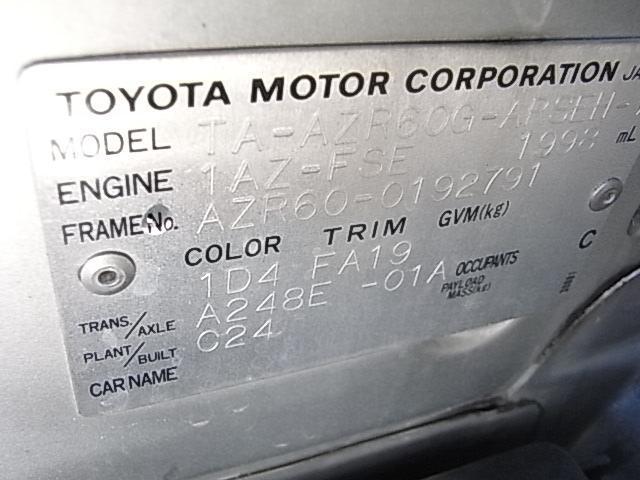 TOYOTA MOTOR CORPORATION JA
MODEL TA-AZR60G-APSEH-
ENGINE 1AZ-FSE 1998 mL
FRAME No. AZR60-0192791
COLOR TRIM GVM(kg)
1D4 FA19 C
TRANS/AXLE A248E -01A OCCUPANTS
PAYLOAD MASS(kg)
PLANT/BUILT C24
CAR NAME